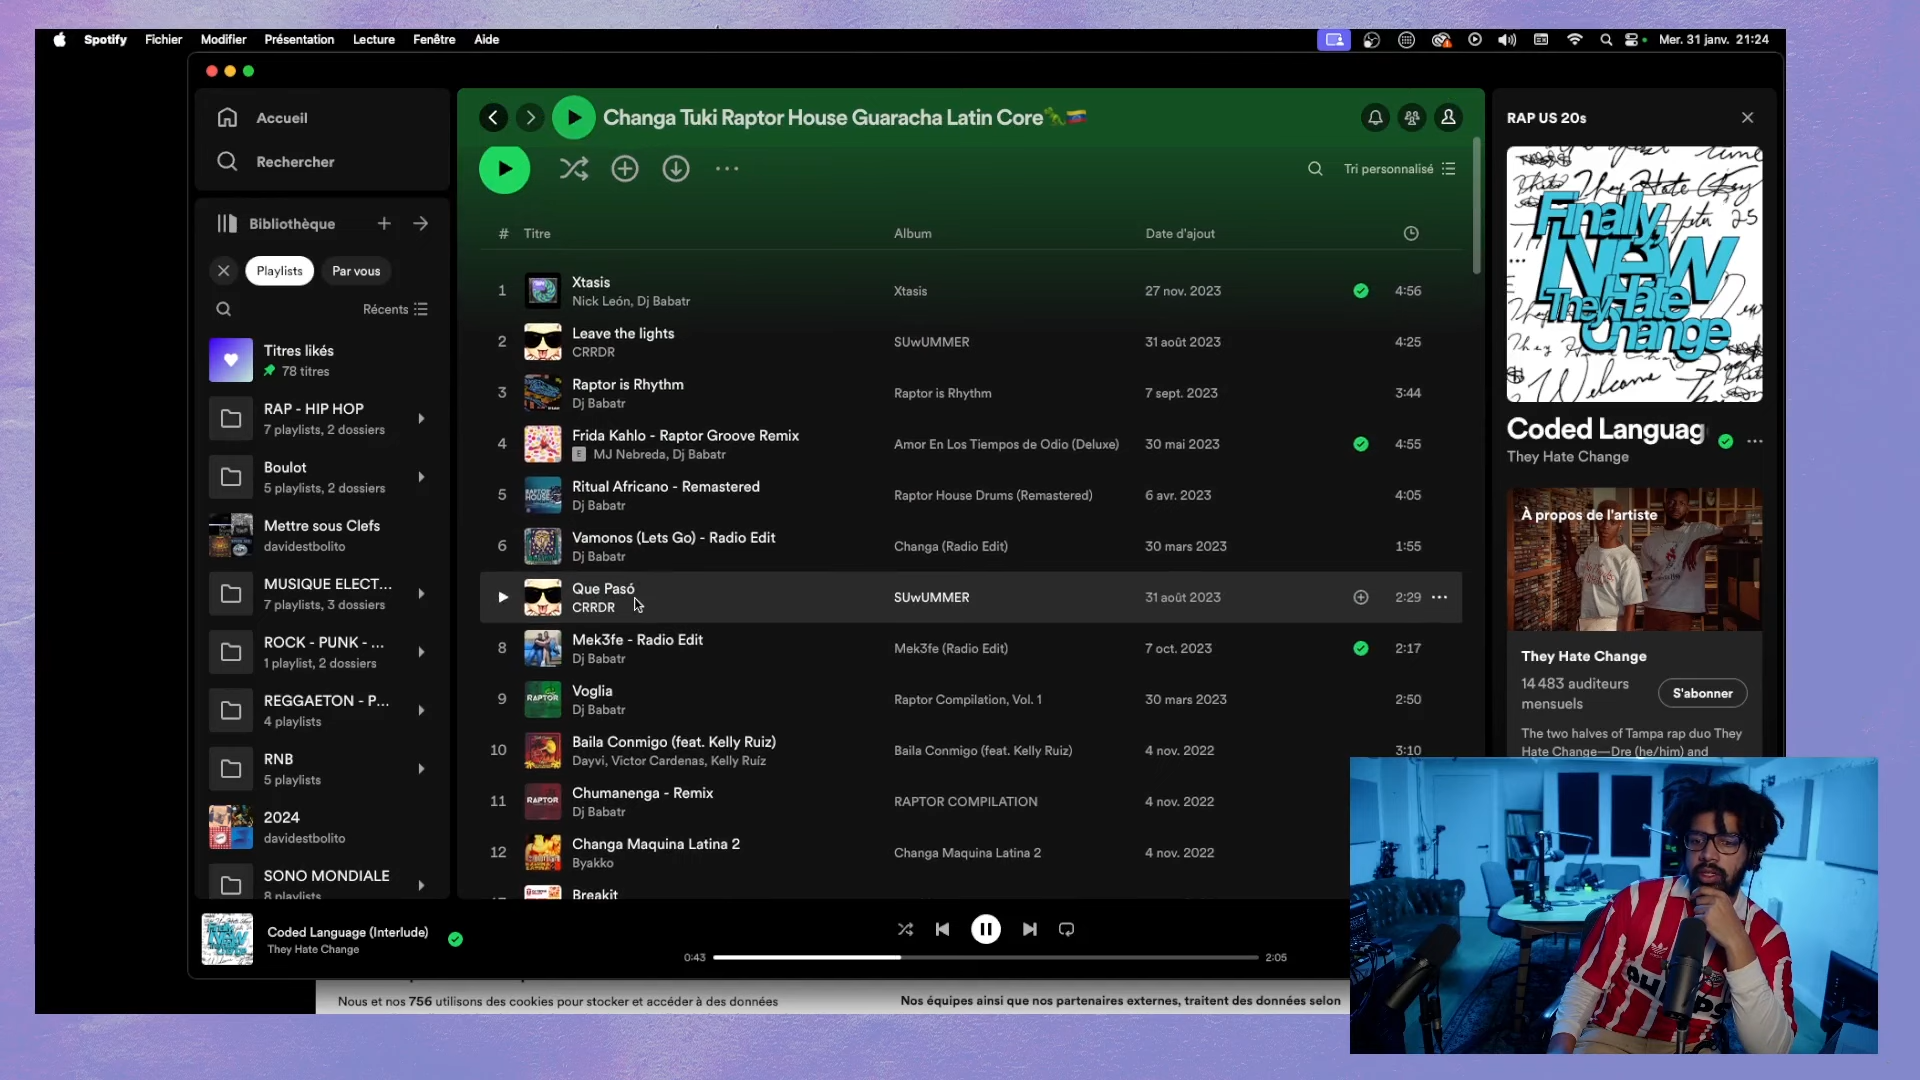 Spotify Fichier Modifier Présentation Lecture Fenêtre Aide
Mer. 31 janv. 21:24
Accueil
Rechercher
Bibliothèque
Playlists
Par vous
Récents
Titres likés
78 titres
RAP - HIP HOP
7 playlists, 2 dossiers
Boulot
5 playlists, 2 dossiers
Mettre sous Clefs
davidestbolito
MUSIQUE ELECT...
7 playlists, 3 dossiers
ROCK - PUNK - ...
1 playlist, 2 dossiers
REGGAETON - P...
4 playlists
RNB
5 playlists
2024
davidestbolito
SONO MONDIALE
8 playlists
Changa Tuki Raptor House Guaracha Latin Core
Tri personnalisé
# Titre Album Date d'ajout
1 Xtasis Xtasis 27 nov. 2023 4:56
Nick León, Dj Babatr
2 Leave the lights SUwUMMER 31 août 2023 4:25
CRRDR
3 Raptor is Rhythm Raptor is Rhythm 7 sept. 2023 3:44
Dj Babatr
4 Frida Kahlo - Raptor Groove Remix Amor En Los Tiempos de Odio (Deluxe) 30 mai 2023 4:55
E MJ Nebreda, Dj Babatr
5 Ritual Africano - Remastered Raptor House Drums (Remastered) 6 avr. 2023 4:05
Dj Babatr
6 Vamonos (Lets Go) - Radio Edit Changa (Radio Edit) 30 mars 2023 1:55
Dj Babatr
Que Pasó SUwUMMER 31 août 2023 2:29
CRRDR
8 Mek3fe - Radio Edit Mek3fe (Radio Edit) 7 oct. 2023 2:17
Dj Babatr
9 Voglia Raptor Compilation, Vol. 1 30 mars 2023 2:50
Dj Babatr
10 Baila Conmigo (feat. Kelly Ruiz) Baila Conmigo (feat. Kelly Ruiz) 4 nov. 2022 3:10
Dayvi, Victor Cardenas, Kelly Ruíz
11 Chumanenga - Remix RAPTOR COMPILATION 4 nov. 2022
Dj Babatr
12 Changa Maquina Latina 2 Changa Maquina Latina 2 4 nov. 2022
Byakko
Breakit
RAP US 20s
Finally,
NEW
They Hate
Change
Welcome
Coded Languag
They Hate Change
À propos de l'artiste
They Hate Change
14 483 auditeurs
mensuels
S'abonner
The two halves of Tampa rap duo They
Hate Change—Dre (he/him) and
Coded Language (Interlude)
They Hate Change
0:43
2:05
Nous et nos 756 utilisons des cookies pour stocker et accéder à des données
Nos équipes ainsi que nos partenaires externes, traitent des données selon